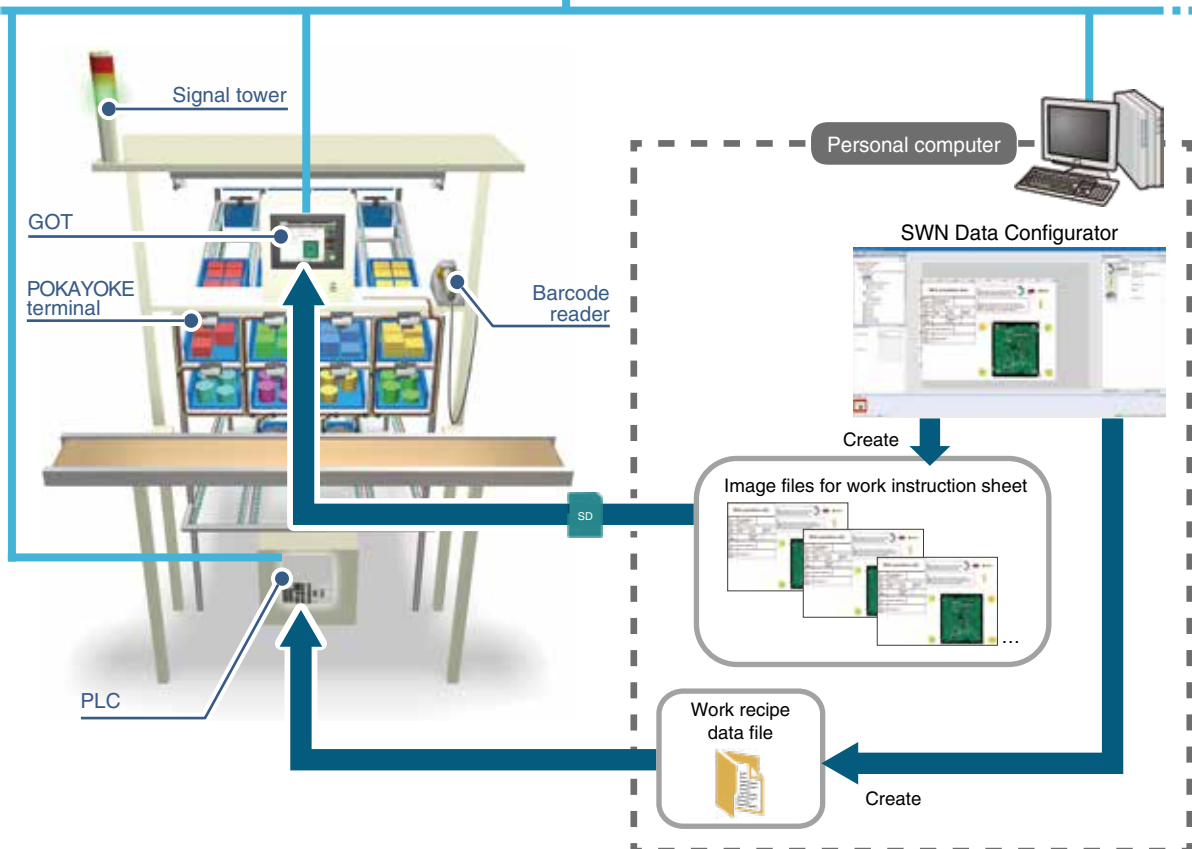 Signal tower
Personal computer
GOT
SWN Data Configurator
POKAYOKE
terminal
Barcode
reader
Create
Image files for work instruction sheet
SD
...
PLC
Work recipe
data file
Create